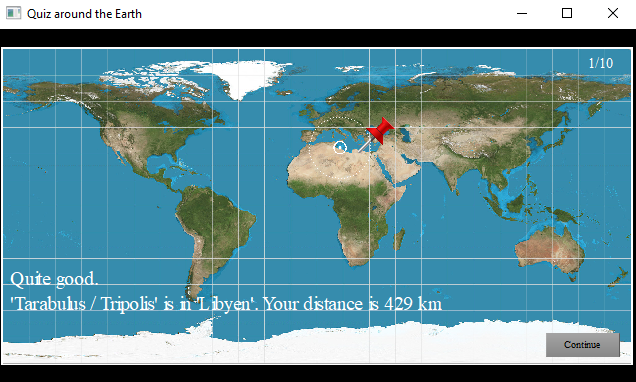 Quiz around the Earth
1/10
Quite good.
'Tarabulus / Tripolis' is in 'Libyen'. Your distance is 429 km
Continue